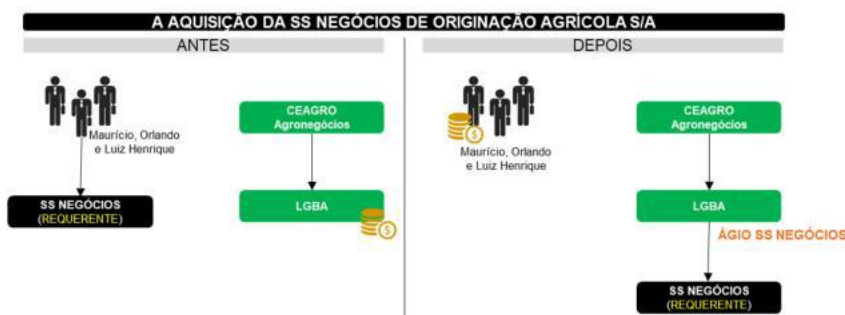 A AQUISIÇÃO DA SS NEGÓCIOS DE ORIGINAÇÃO AGRÍCOLA S/A
ANTES
Maurício, Orlando
e Luiz Henrique
SS NEGÓCIOS
(REQUERENTE)
CEAGRO
Agronegócios
LGBA
$
DEPOIS
$
Maurício, Orlando
e Luiz Henrique
CEAGRO
Agronegócios
LGBA
ÁGIO SS NEGÓCIOS
SS NEGÓCIOS
(REQUERENTE)